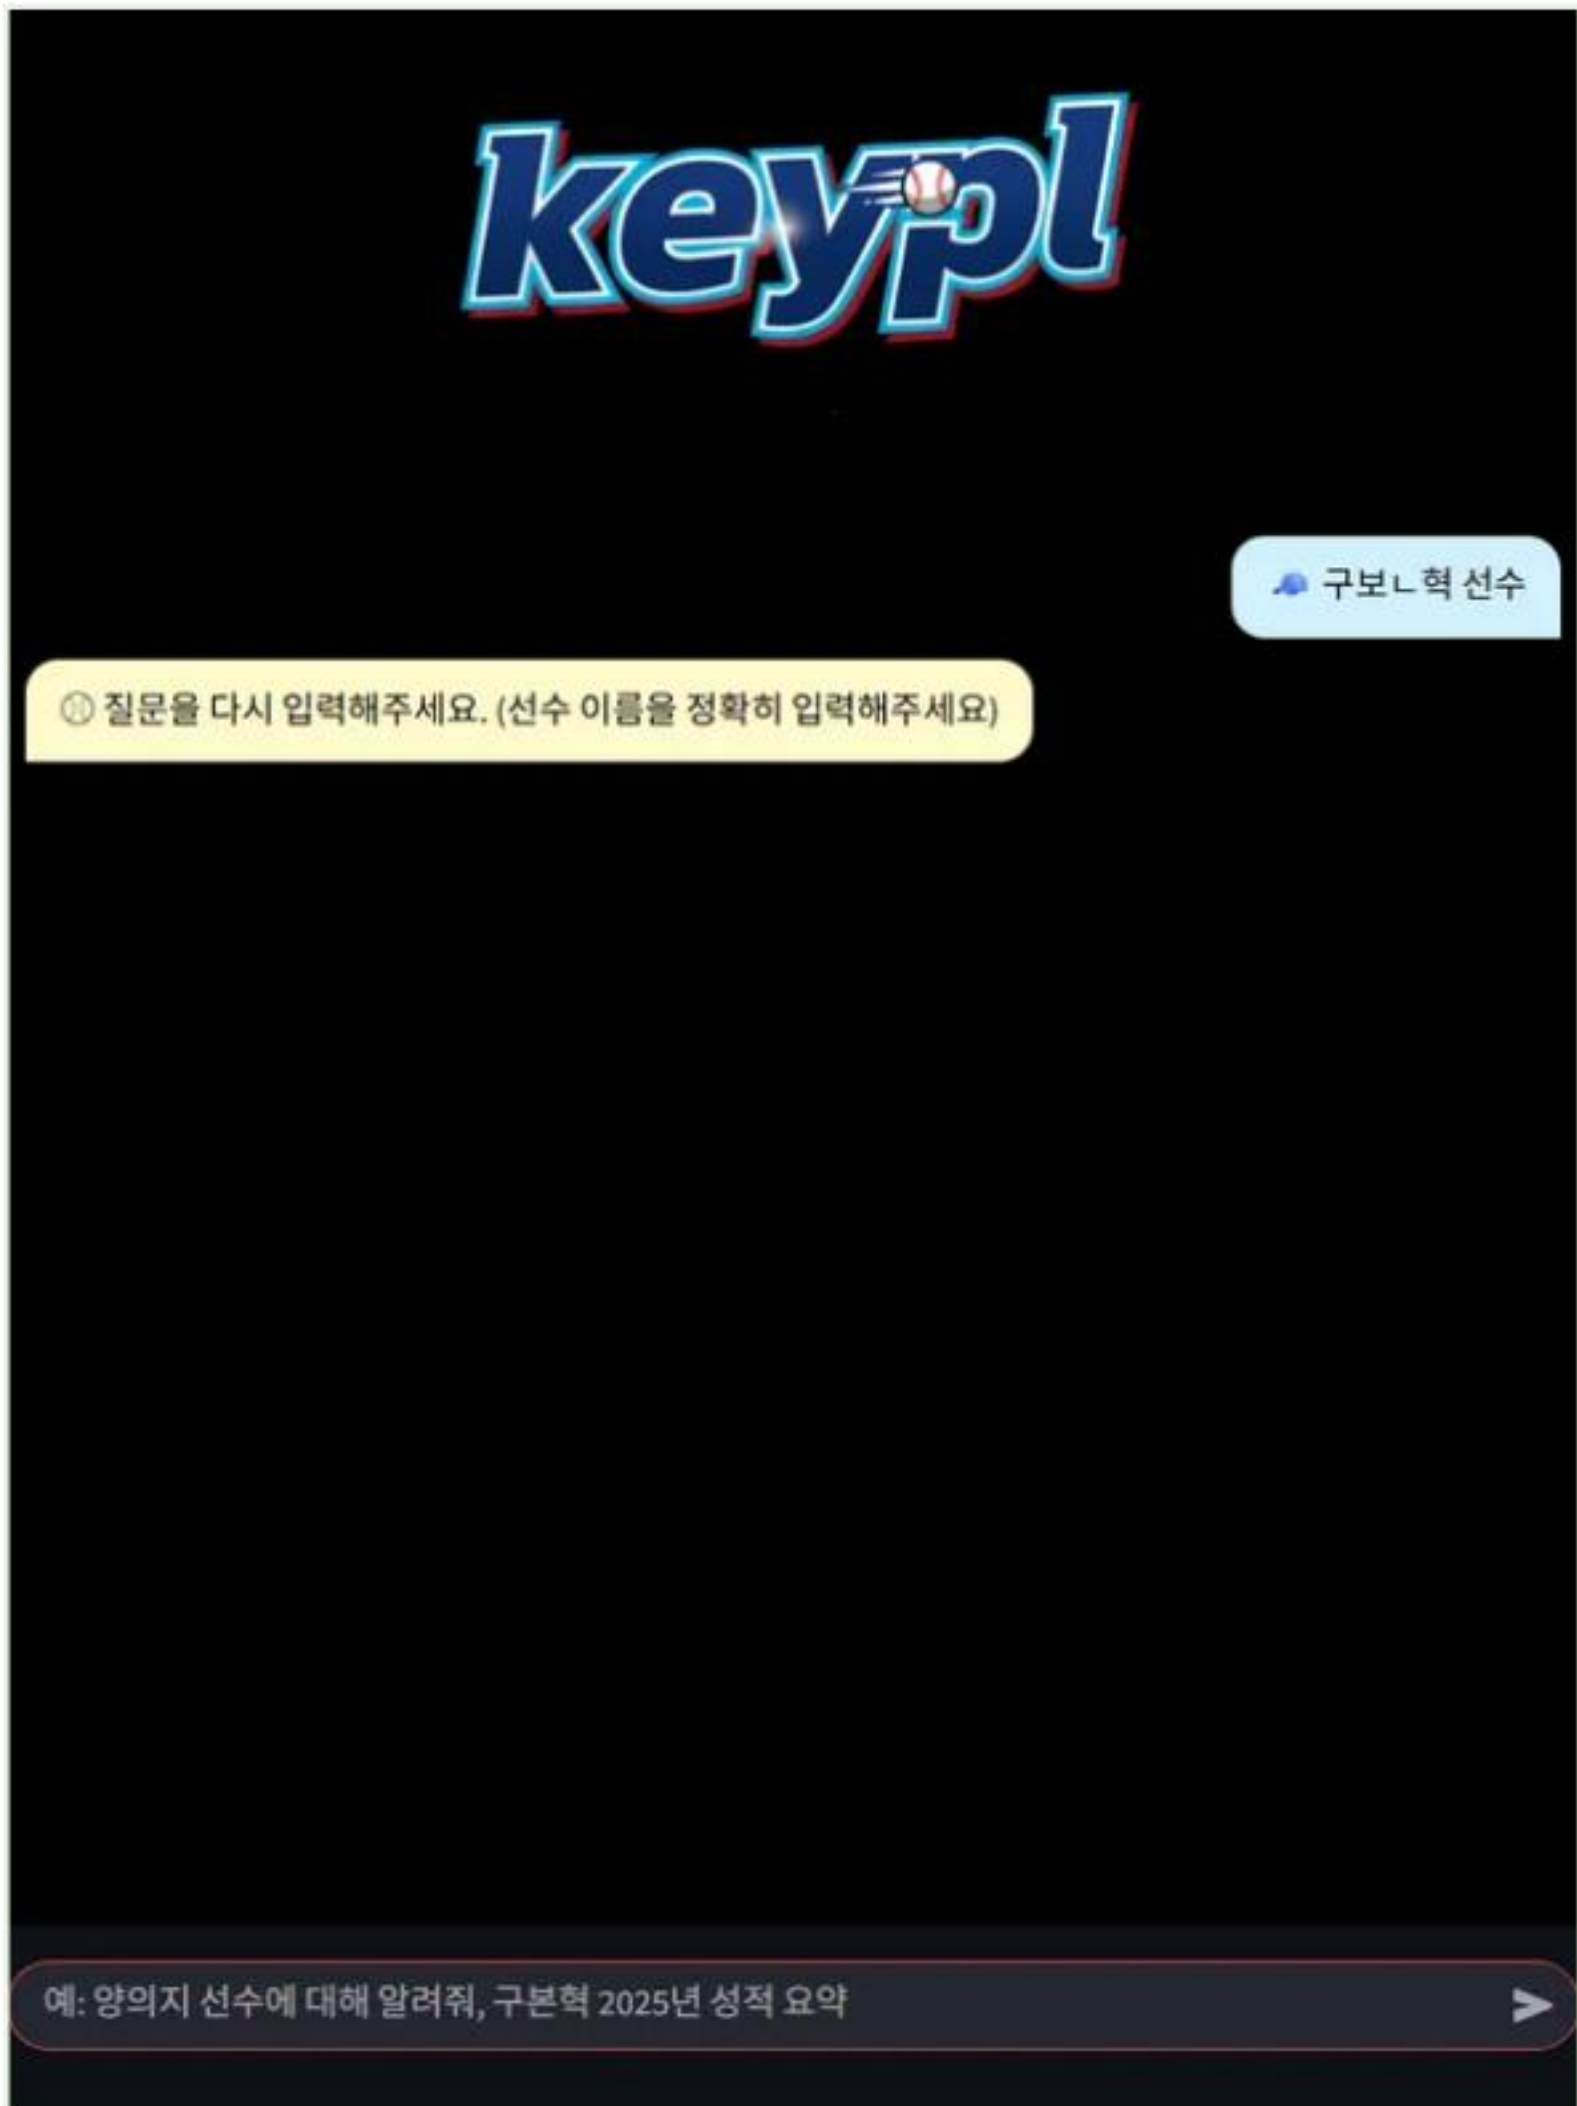 keypl
🧢 구보ㄴ혁 선수
⚾ 질문을 다시 입력해주세요. (선수 이름을 정확히 입력해주세요)
예: 양의지 선수에 대해 알려줘, 구본혁 2025년 성적 요약